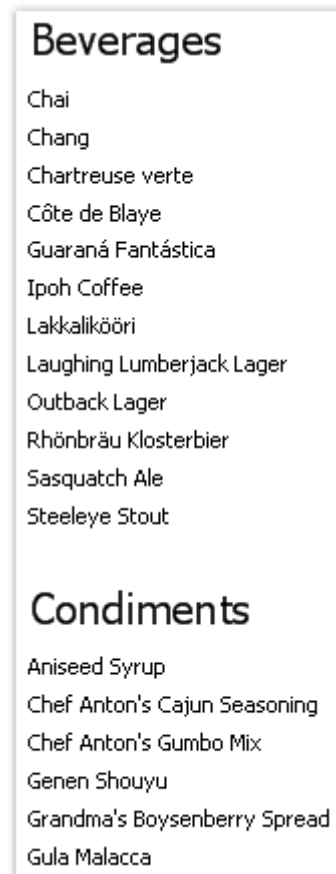 Beverages
Chai
Chang
Chartreuse verte
Côte de Blaye
Guaraná Fantástica
Ipoh Coffee
Lakkalikööri
Laughing Lumberjack Lager
Outback Lager
Rhönbräu Klosterbier
Sasquatch Ale
Steeleye Stout
Condiments
Aniseed Syrup
Chef Anton's Cajun Seasoning
Chef Anton's Gumbo Mix
Genen Shouyu
Grandma's Boysenberry Spread
Gula Malacca